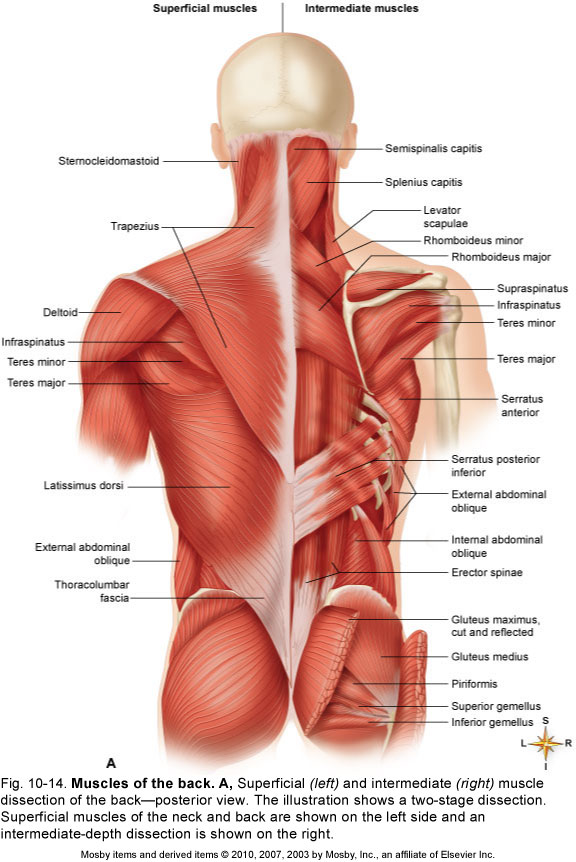 Superficial muscles
Intermediate muscles
Sternocleidomastoid
Trapezius
Deltoid
Infraspinatus
Teres minor
Teres major
Latissimus dorsi
External abdominal
oblique
Thoracolumbar
fascia
Semispinalis capitis
Splenius capitis
Levator
scapulae
Rhomboideus minor
Rhomboideus major
Supraspinatus
Infraspinatus
Teres minor
Teres major
Serratus
anterior
Serratus posterior
inferior
External abdominal
oblique
Internal abdominal
oblique
Erector spinae
Gluteus maximus,
cut and reflected
Gluteus medius
Piriformis
Superior gemellus
Inferior gemellus
S
L R
I
A
Fig. 10-14. Muscles of the back. A, Superficial (left) and intermediate (right) muscle
dissection of the back—posterior view. The illustration shows a two-stage dissection.
Superficial muscles of the neck and back are shown on the left side and an
intermediate-depth dissection is shown on the right.
Mosby items and derived items © 2010, 2007, 2003 by Mosby, Inc., an affiliate of Elsevier Inc.